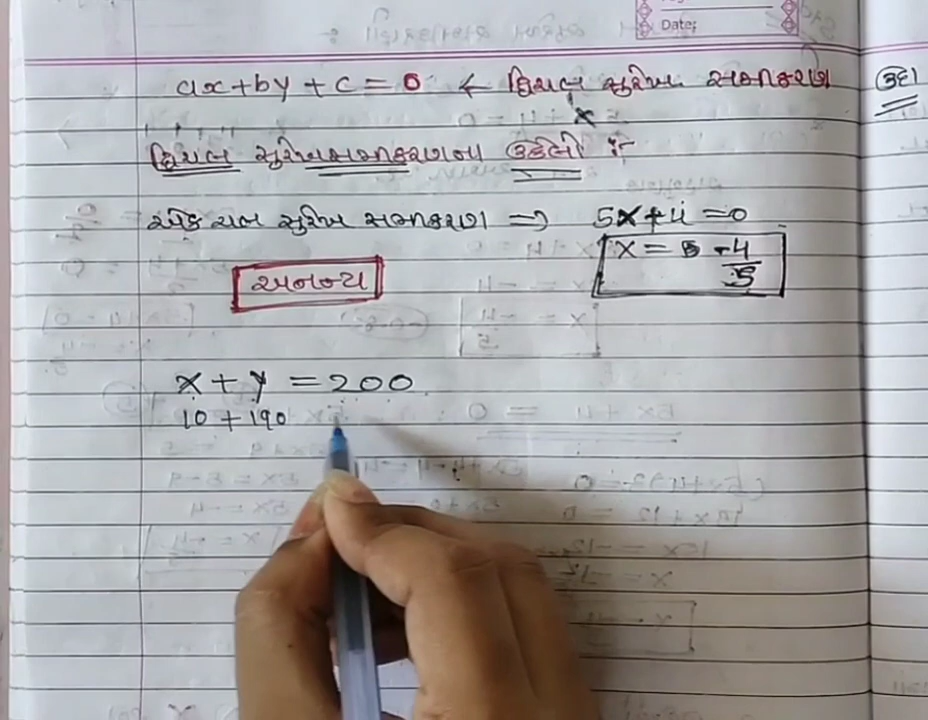 Date:
ax+by+c=0 ← દ્વિચલ સુરેખ સમીકરણ
x
દ્વિચલ સુરેખ સમીકરણના ઉકેલો :-
એક ચલ સુરેખ સમીકરણ ⇒ 5x+4=0
x = -4/5
અનન્ય
x + y = 200
10 + 190